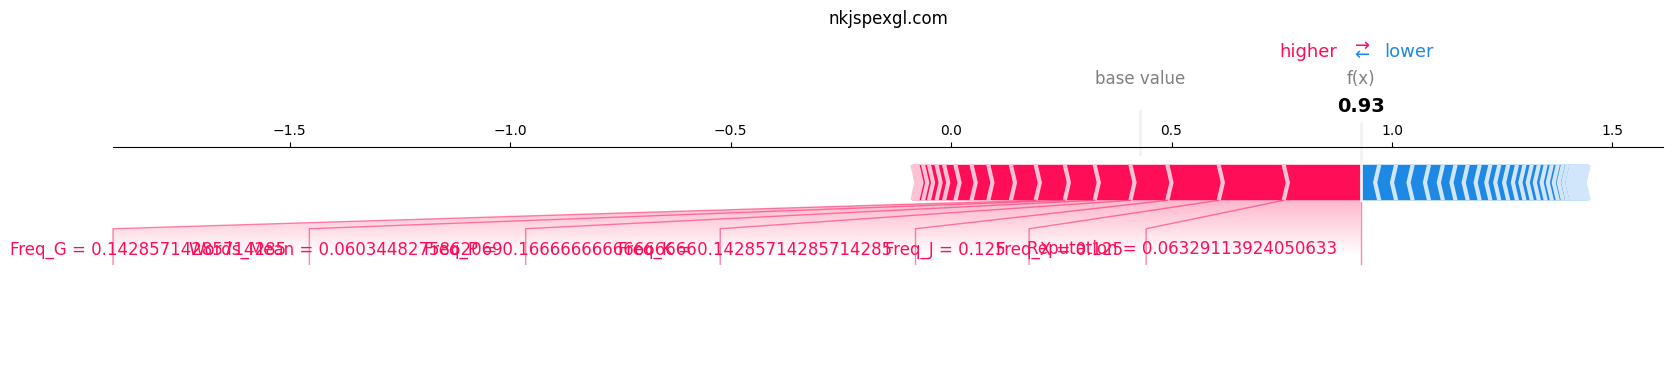 nkjspexgl.com
higher ⇄ lower
base value f(x)
0.93
−1.5 −1.0 −0.5 0.0 0.5 1.0 1.5
Freq_G = 0.14285714285714285 Words_Mean = 0.0603448275862069 Freq_P = 0.16666666666666666 Freq_K = 0.14285714285714285 Freq_J = 0.125 Freq_X = 0.125 Reputation = 0.06329113924050633